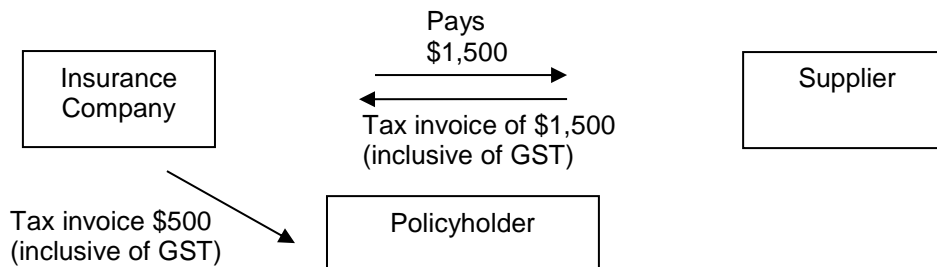 Pays
$1,500
Insurance
Company
Supplier
Tax invoice of $1,500
(inclusive of GST)
Tax invoice $500
(inclusive of GST)
Policyholder